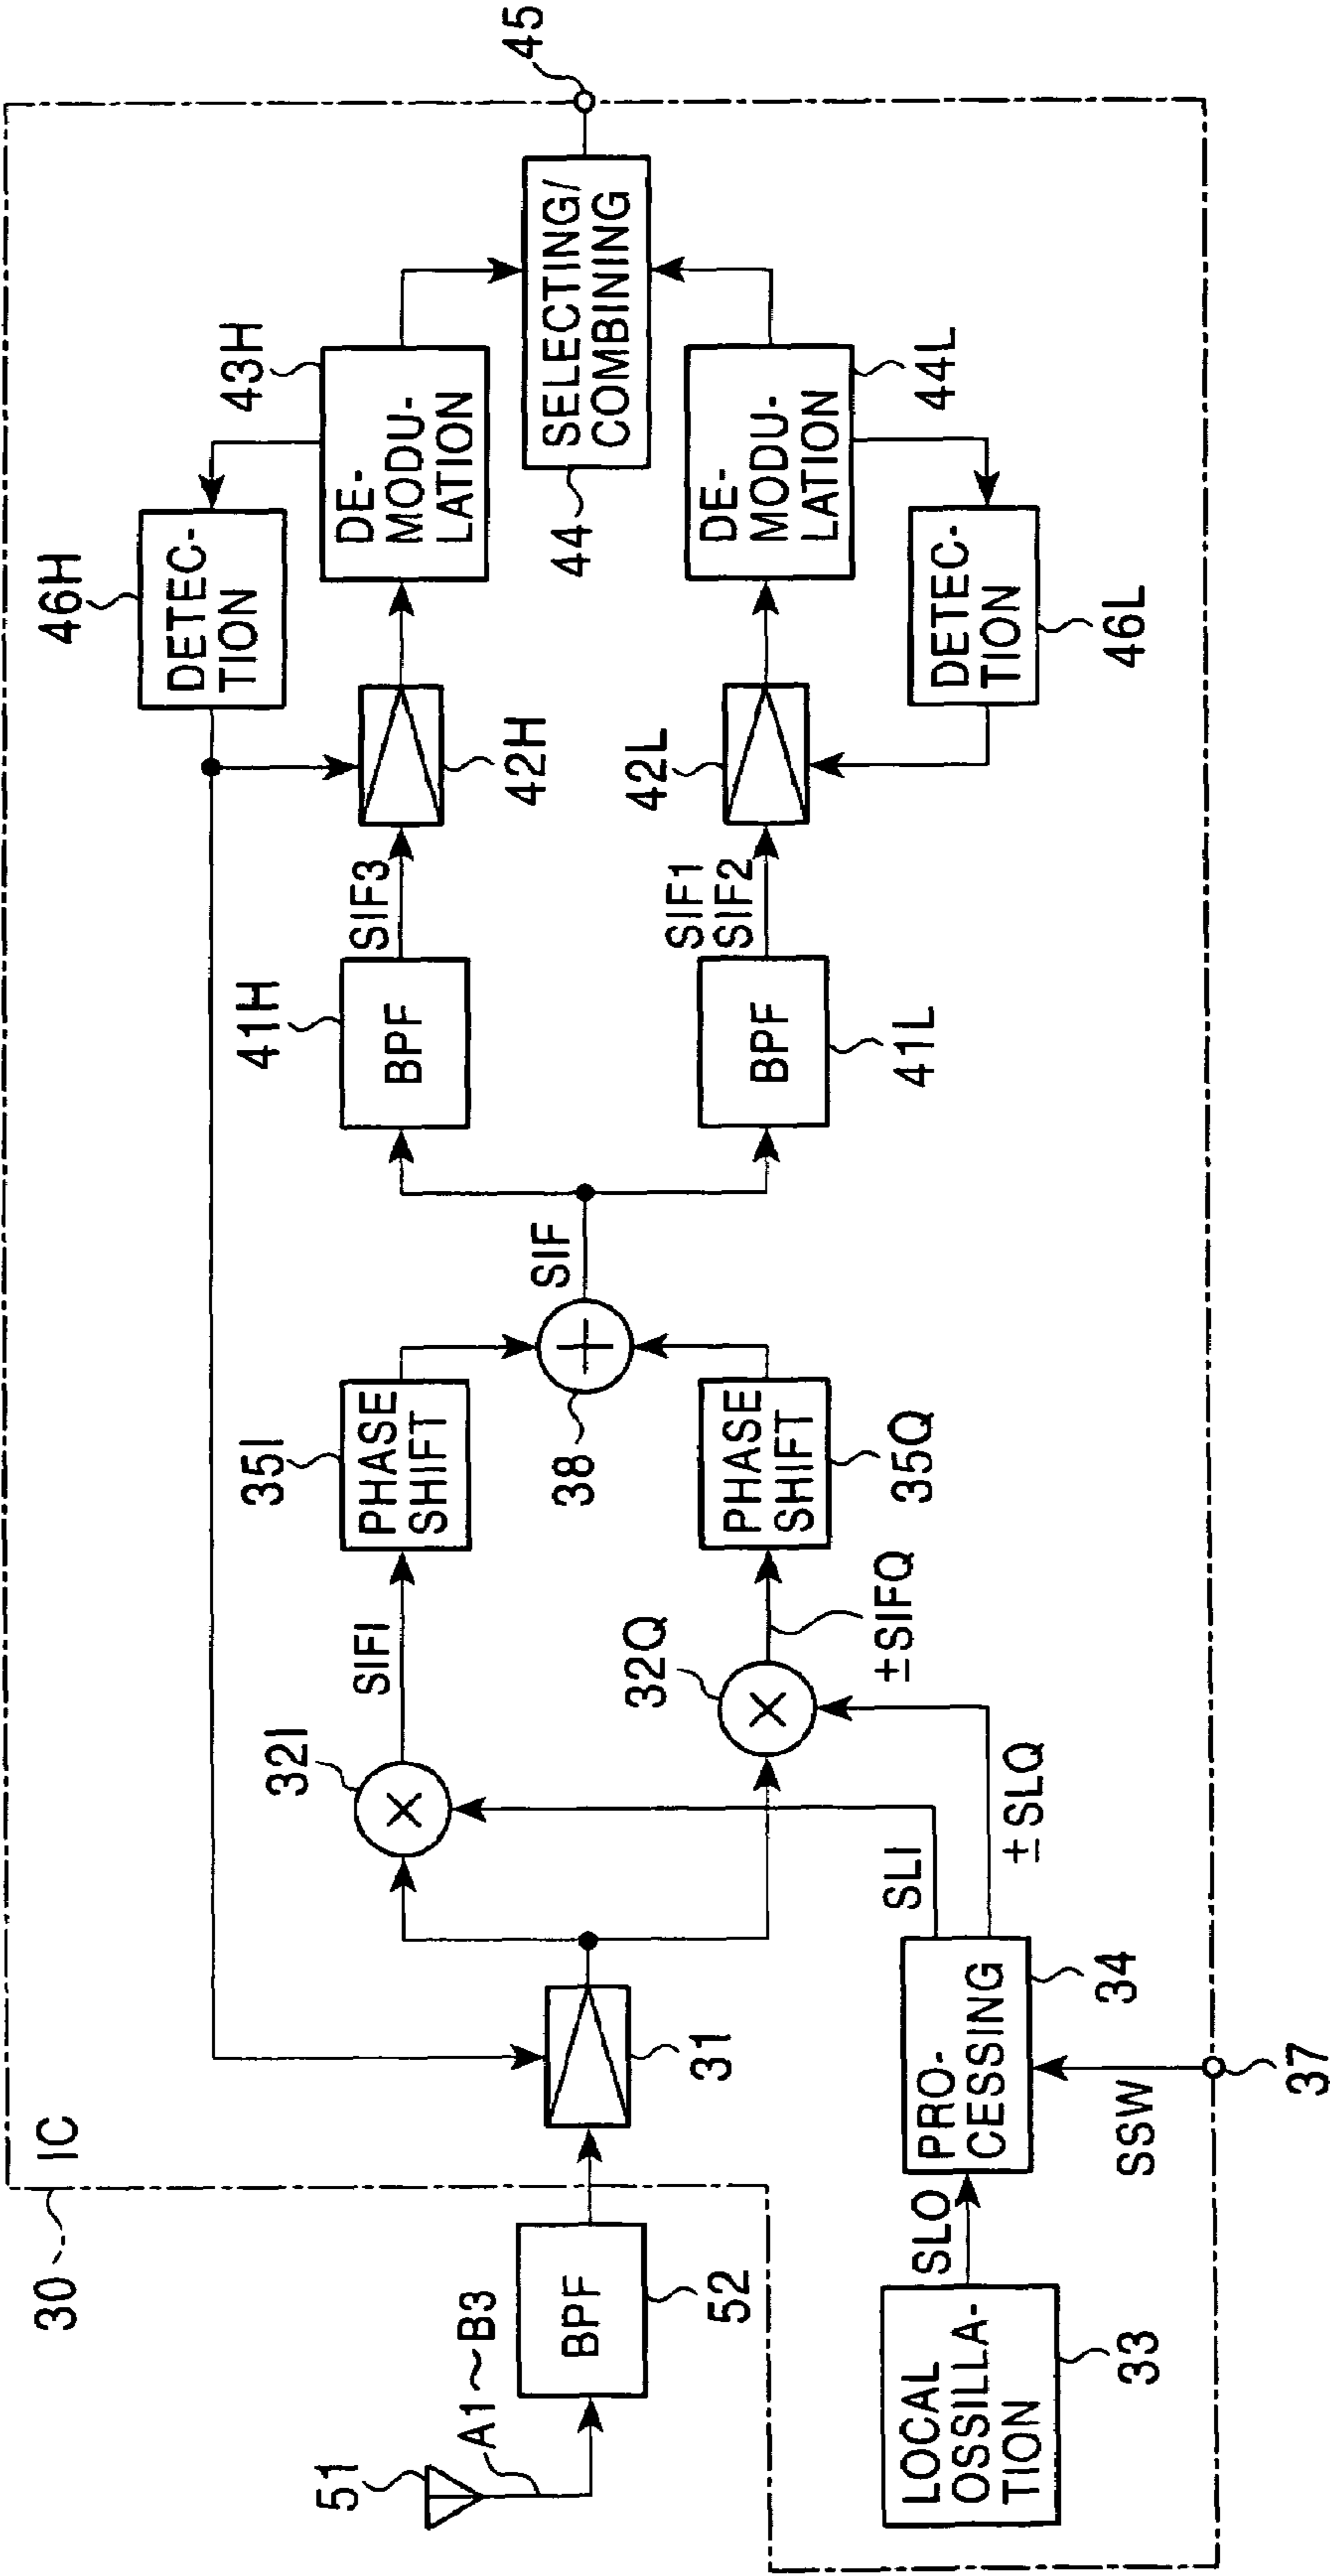 30
IC
51
A1~B3
BPF
52
31
LOCAL
OSSILLA-
TION
33
SLO
PRO-
CESSING
34
SSW
37
SLI
±SLQ
32I
32Q
SIFI
±SIFQ
35I
PHASE
SHIFT
PHASE
SHIFT
35Q
38
SIF
41H
BPF
BPF
41L
SIF3
SIF1
SIF2
42H
42L
46H
DETEC-
TION
43H
DE-
MODU-
LATION
DE-
MODU-
LATION
44L
DETEC-
TION
46L
SELECTING/
COMBINING
44
45